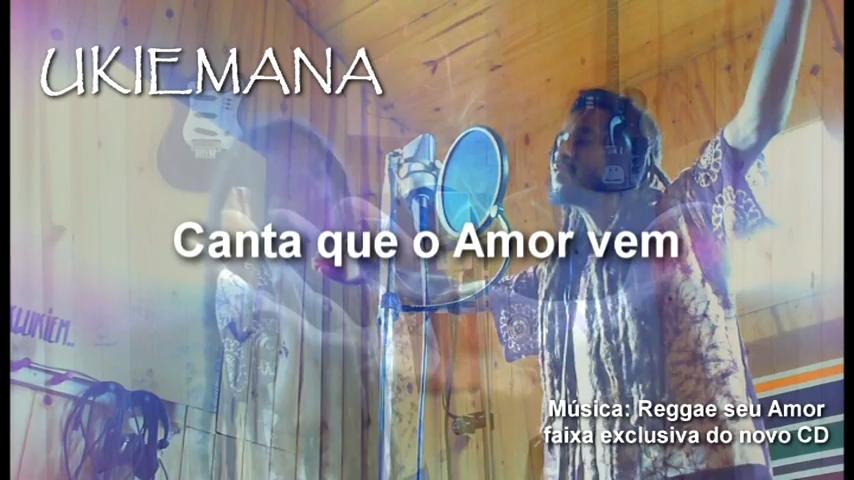 UKIEMANA
Canta que o Amor vem
Música: Reggae seu Amor
faixa exclusiva do novo CD